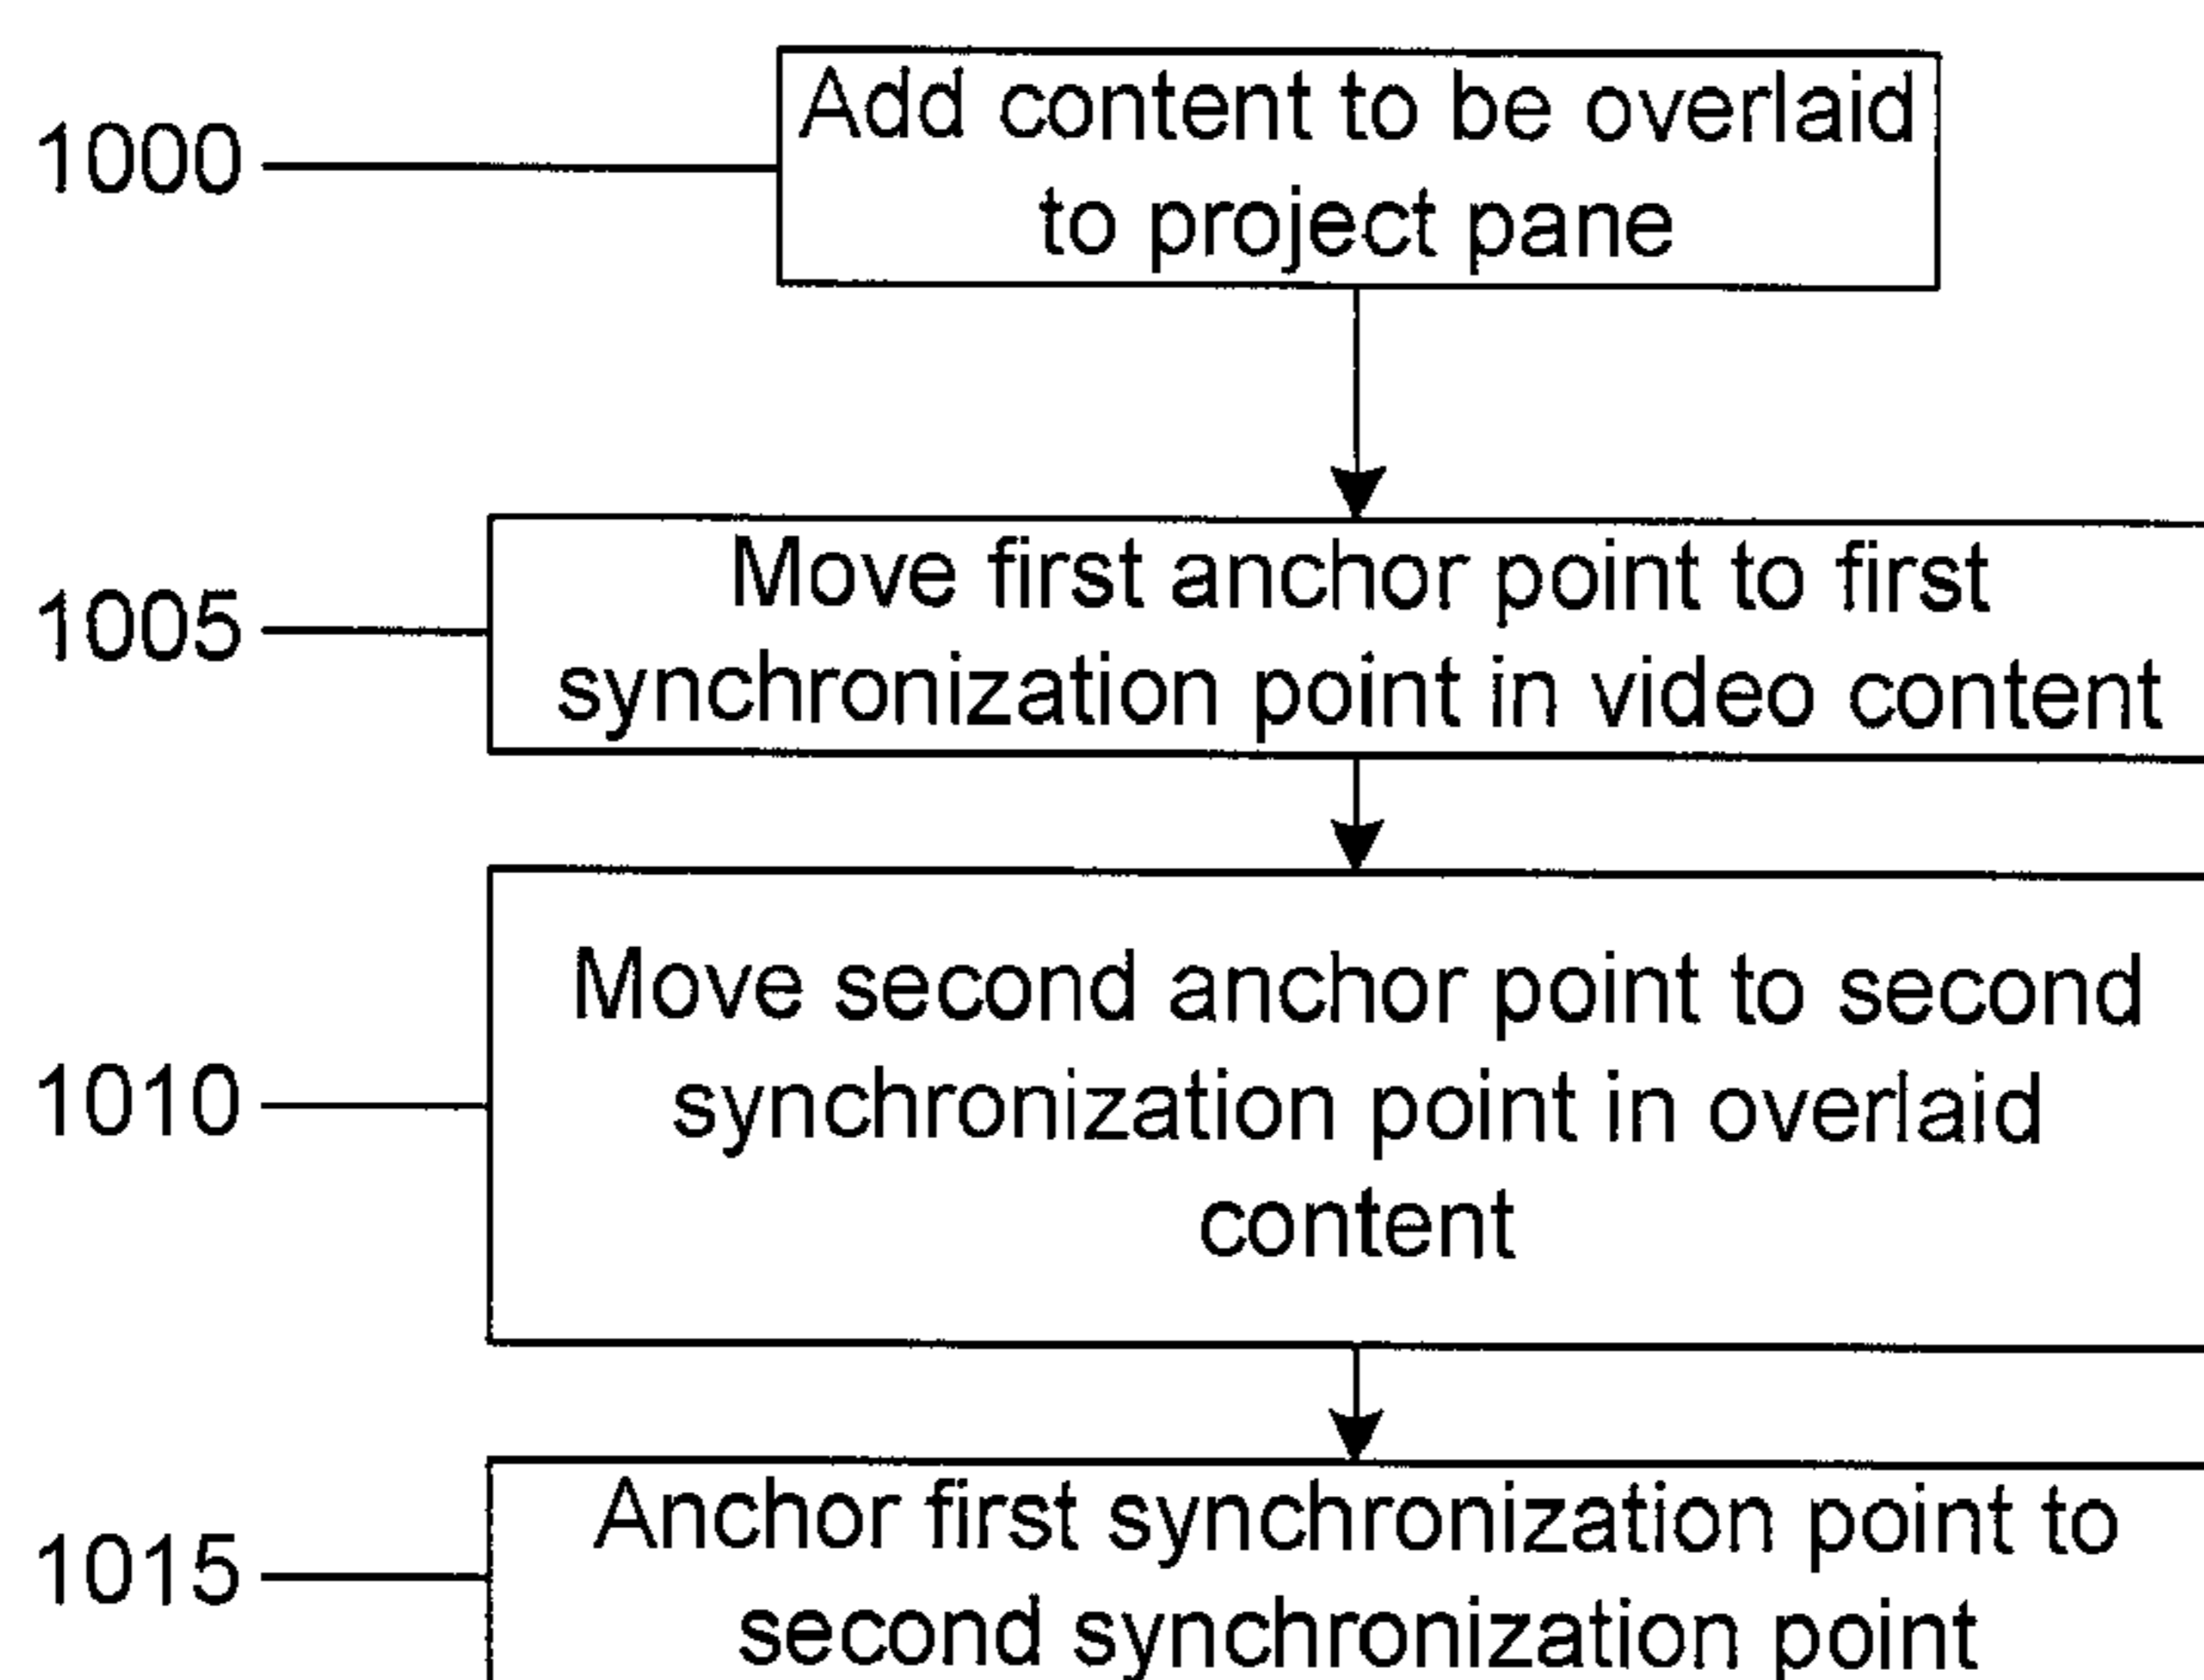 1000
Add content to be overlaid
to project pane
1005
Move first anchor point to first
synchronization point in video content
1010
Move second anchor point to second
synchronization point in overlaid
content
1015
Anchor first synchronization point to
second synchronization point